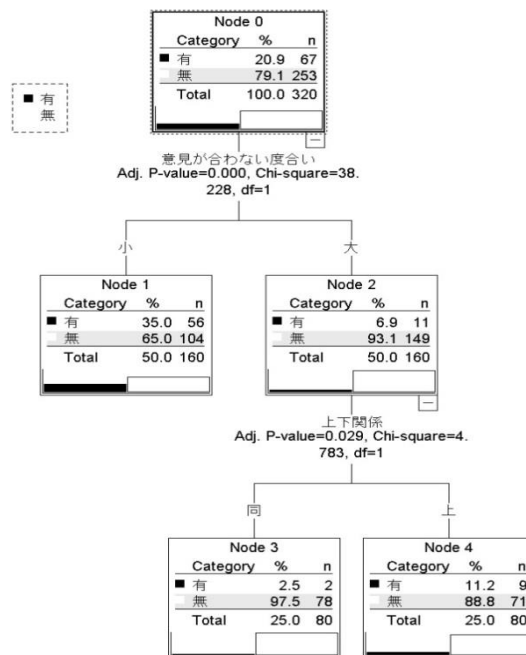 Node 0
Category % n
有 20.9 67
無 79.1 253
Total 100.0 320
有
無
意見が合わない度合い
Adj. P-value=0.000, Chi-square=38.
228, df=1
小
大
Node 1
Category % n
有 35.0 56
無 65.0 104
Total 50.0 160
Node 2
Category % n
有 6.9 11
無 93.1 149
Total 50.0 160
上下関係
Adj. P-value=0.029, Chi-square=4.
783, df=1
同
上
Node 3
Category % n
有 2.5 2
無 97.5 78
Total 25.0 80
Node 4
Category % n
有 11.2 9
無 88.8 71
Total 25.0 80